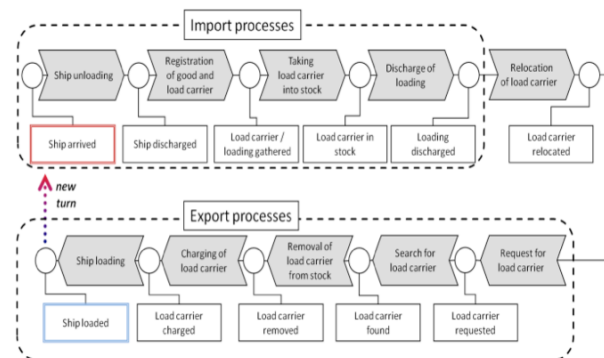 Import processes
Ship unloading
Registration
of good and
load carrier
Taking
load carrier
into stock
Discharge of
loading
Relocation
of load carrier
Ship arrived
Ship discharged
Load carrier /
loading gathered
Load carrier in
stock
Loading
discharged
Load carrier
relocated
new
turn
Export processes
Ship loading
Charging of
load carrier
Removal of
load carrier
from stock
Search for
load carrier
Request for
load carrier
Ship loaded
Load carrier
charged
Load carrier
removed
Load carrier
found
Load carrier
requested